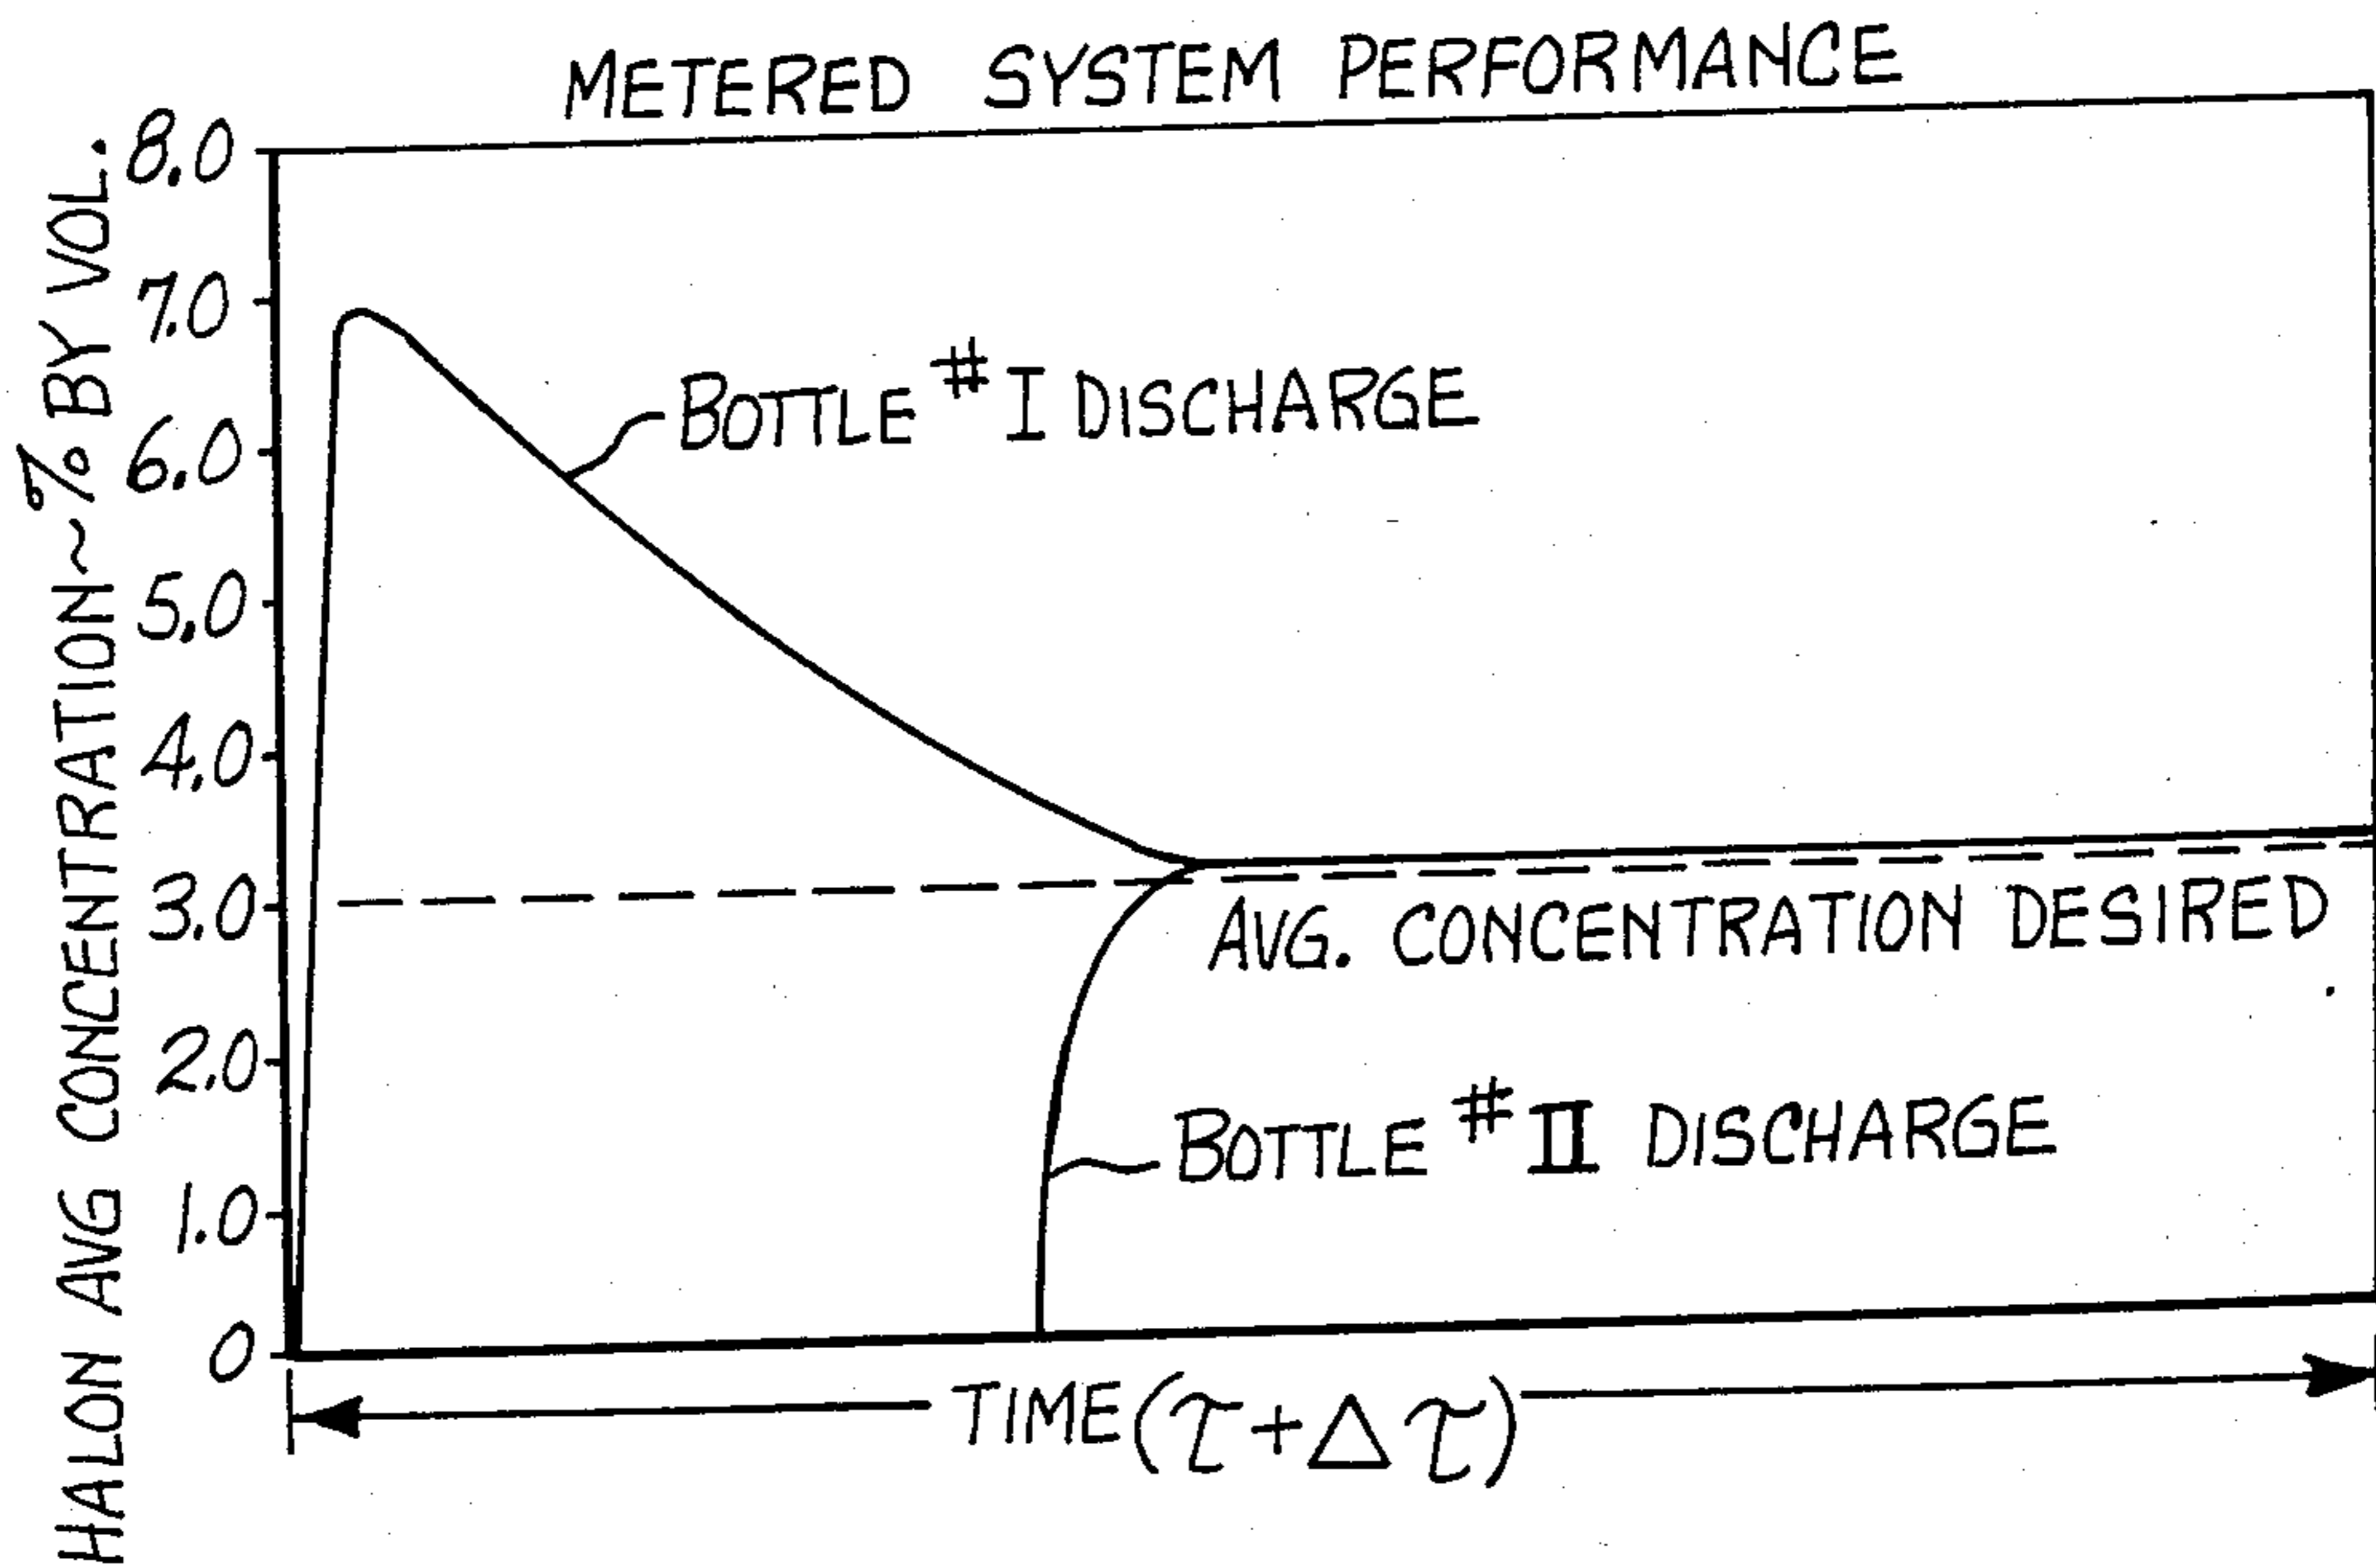 METERED SYSTEM PERFORMANCE
HALON AVG CONCENTRATION ~ % BY VOL.
8.0
7.0
6.0
5.0
4.0
3.0
2.0
1.0
0
BOTTLE #I DISCHARGE
AVG. CONCENTRATION DESIRED
BOTTLE #II DISCHARGE
TIME (τ + Δτ)